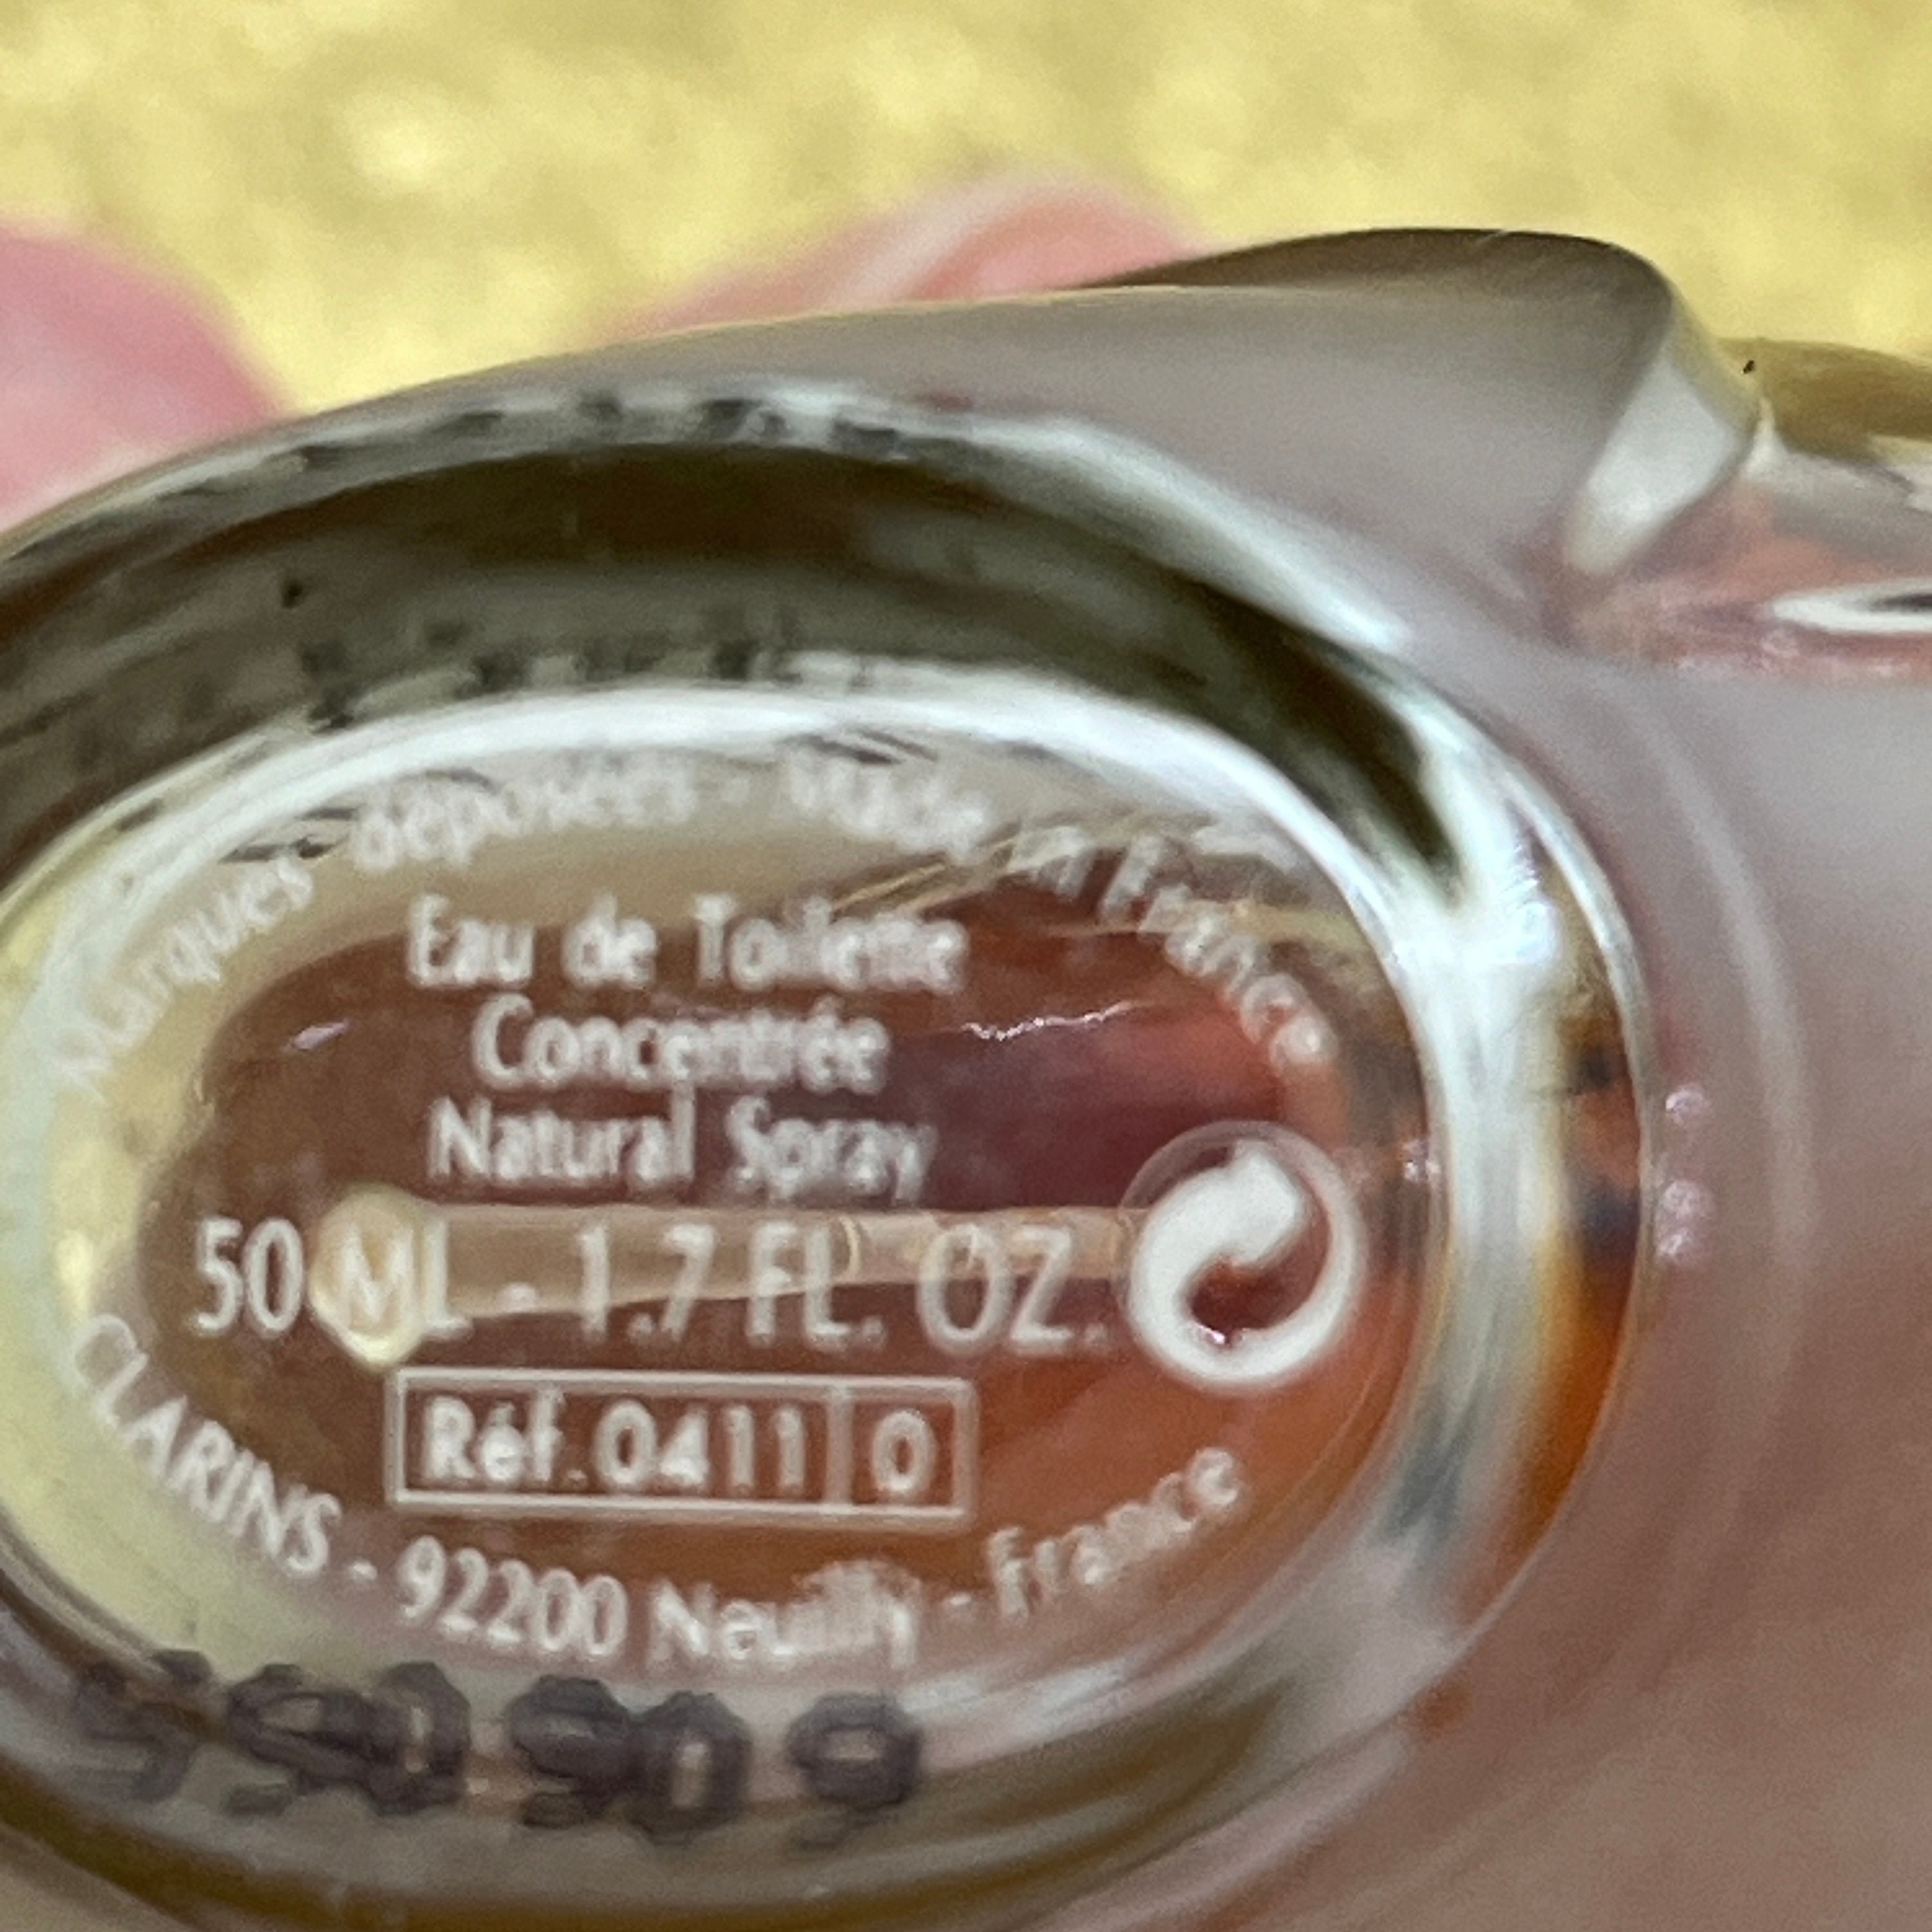 Marques déposées - Made in France
Eau de Toilette
Concentrée
Natural Spray
50 ML - 1.7 FL. OZ.
Réf. 0411 0
CLARINS - 92200 Neuilly - France